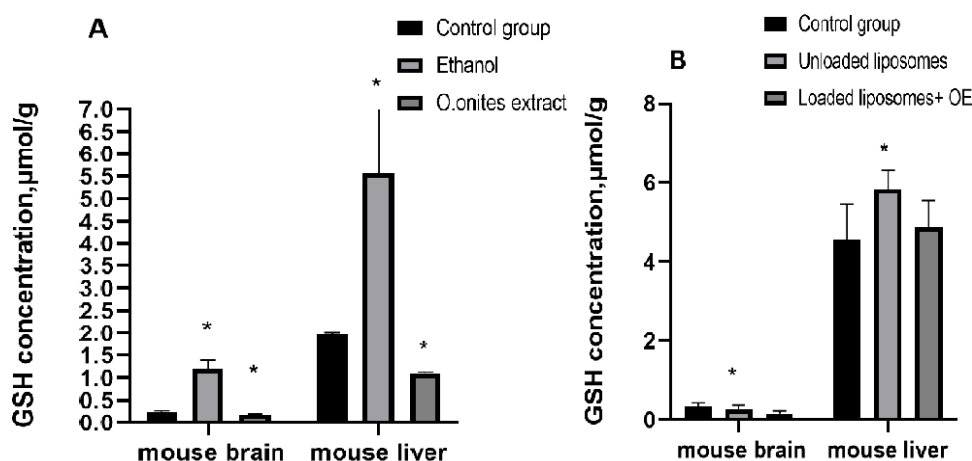 A
Control group
Ethanol
O.onites extract
GSH concentration,μmol/g
7.0
6.5
6.0
5.5
5.0
4.5
4.0
3.5
3.0
2.5
2.0
1.5
1.0
0.5
0.0
*
*
*
*
mouse brain
mouse liver
B
Control group
Unloaded liposomes
Loaded liposomes+ OE
GSH concentration,μmol/g
8
6
4
2
0
*
*
mouse brain
mouse liver